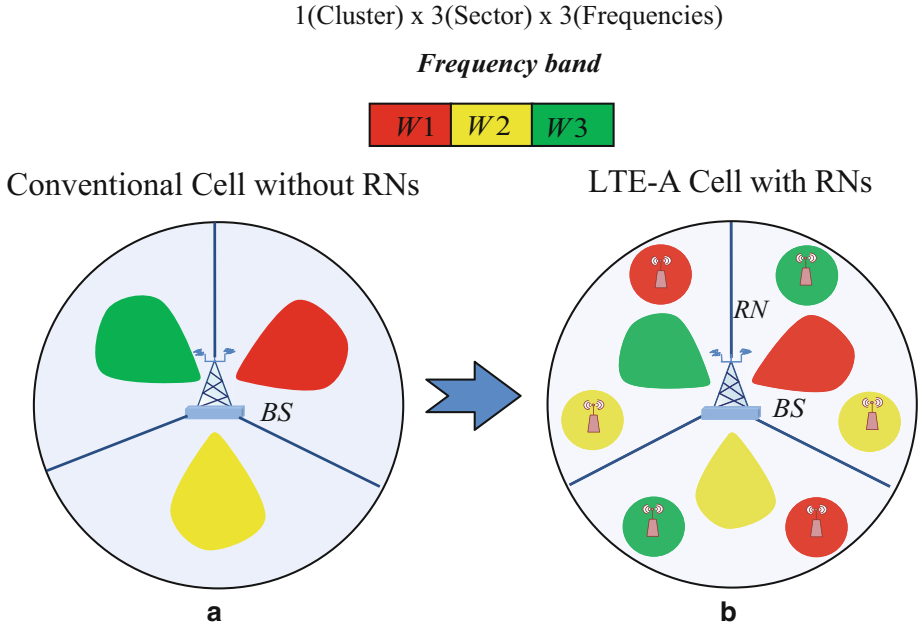 1(Cluster) x 3(Sector) x 3(Frequencies)
Frequency band
W1 W2 W3
Conventional Cell without RNs
LTE-A Cell with RNs
RN
BS
BS
a
b